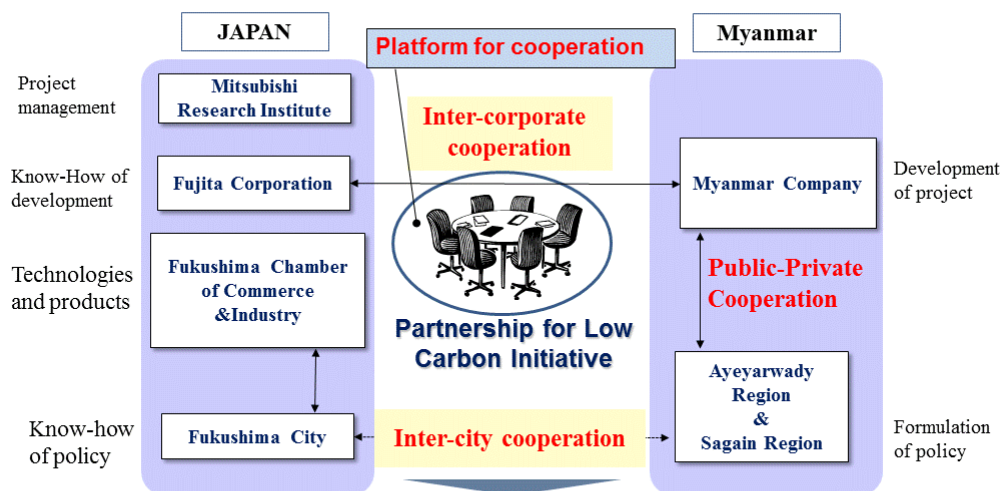 JAPAN
Platform for cooperation
Myanmar
Project
management
Mitsubishi
Research Institute
Inter-corporate
cooperation
Know-How of
development
Fujita Corporation
Myanmar Company
Development
of project
Technologies
and products
Fukushima Chamber
of Commerce
&Industry
Public-Private
Cooperation
Partnership for Low
Carbon Initiative
Ayeyarwady
Region
&
Sagain Region
Know-how
of policy
Fukushima City
Inter-city cooperation
Formulation
of policy